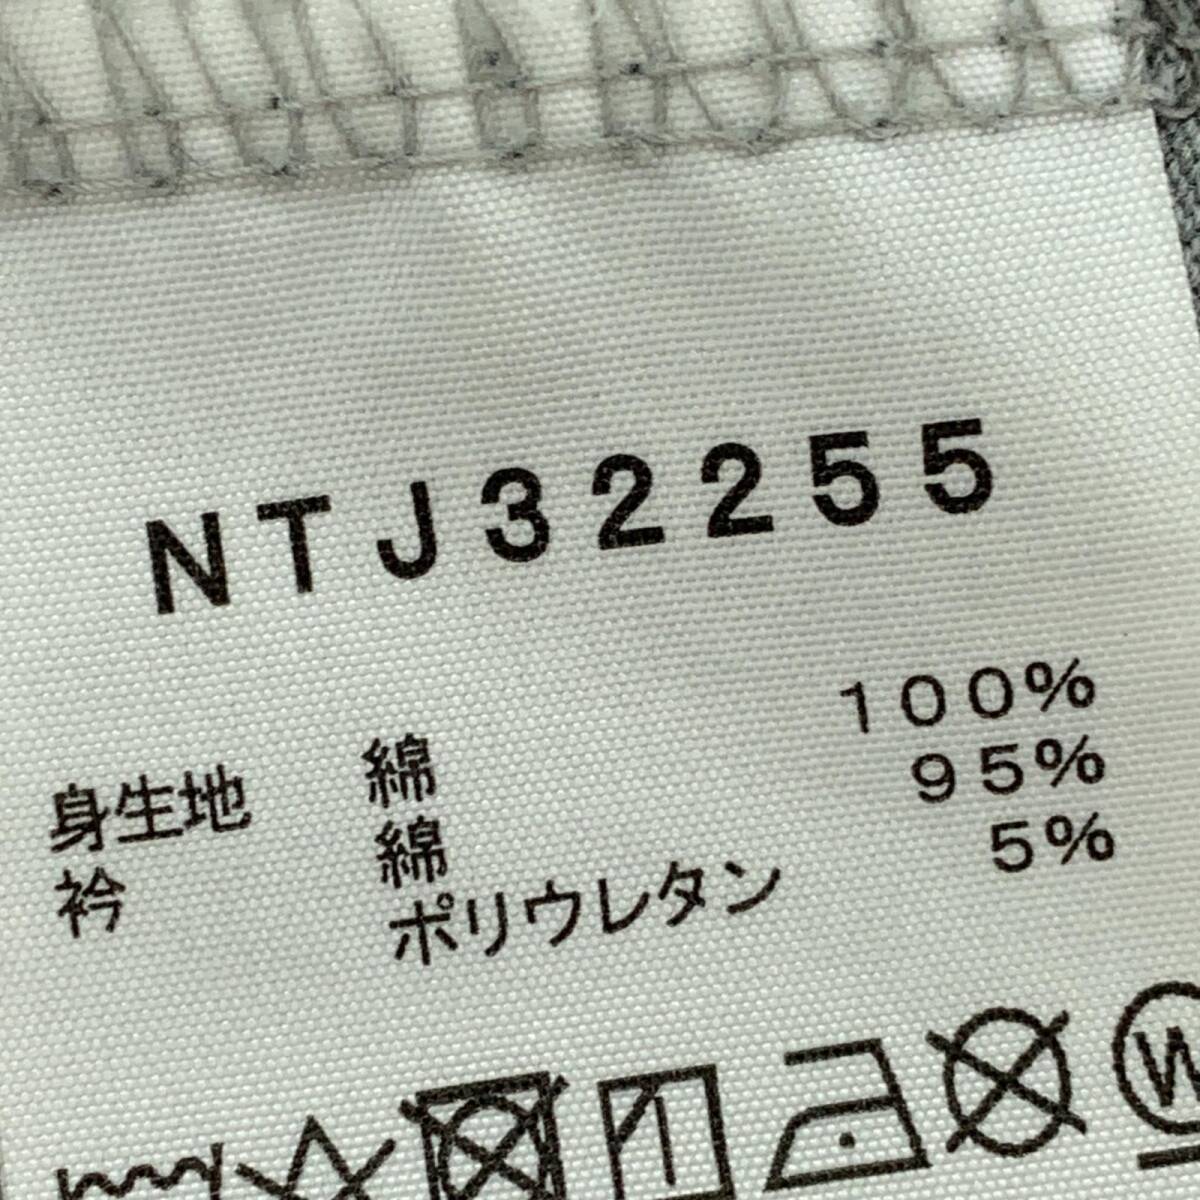 NTJ32255
身生地 綿 100%
衿 綿 95%
ポリウレタン 5%
W